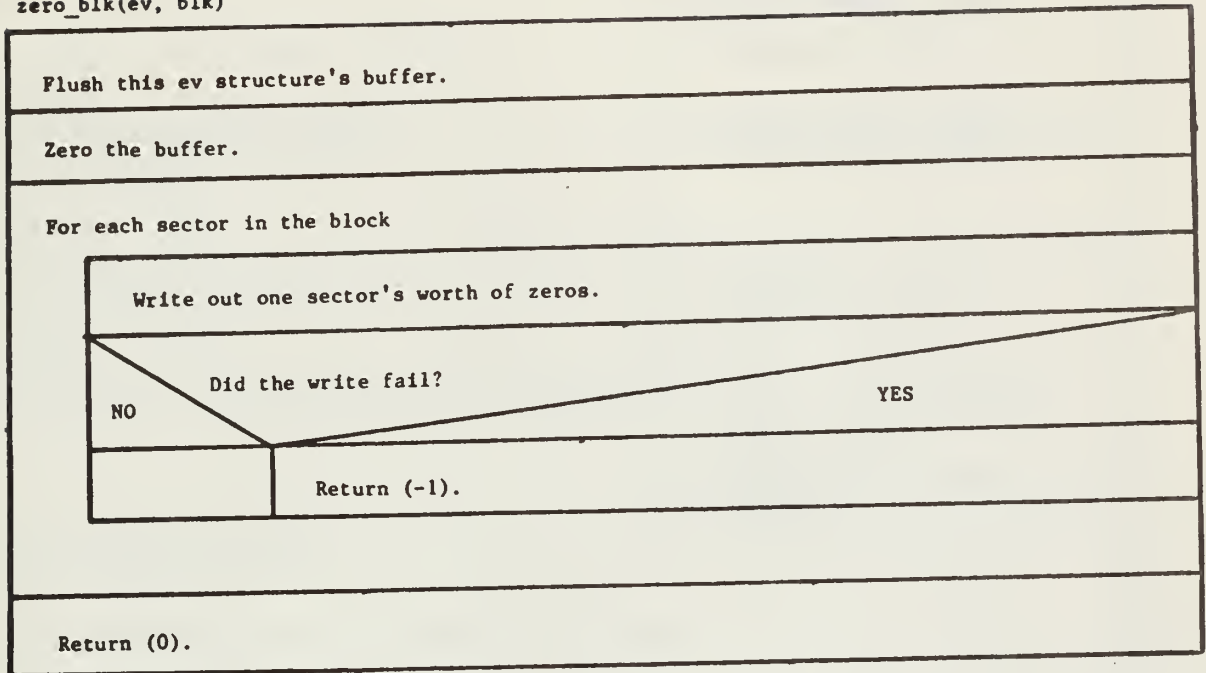 zero_blk(ev, blk)
Flush this ev structure's buffer.
Zero the buffer.
For each sector in the block
Write out one sector's worth of zeros.
Did the write fail?
NO
YES
Return (-1).
Return (0).